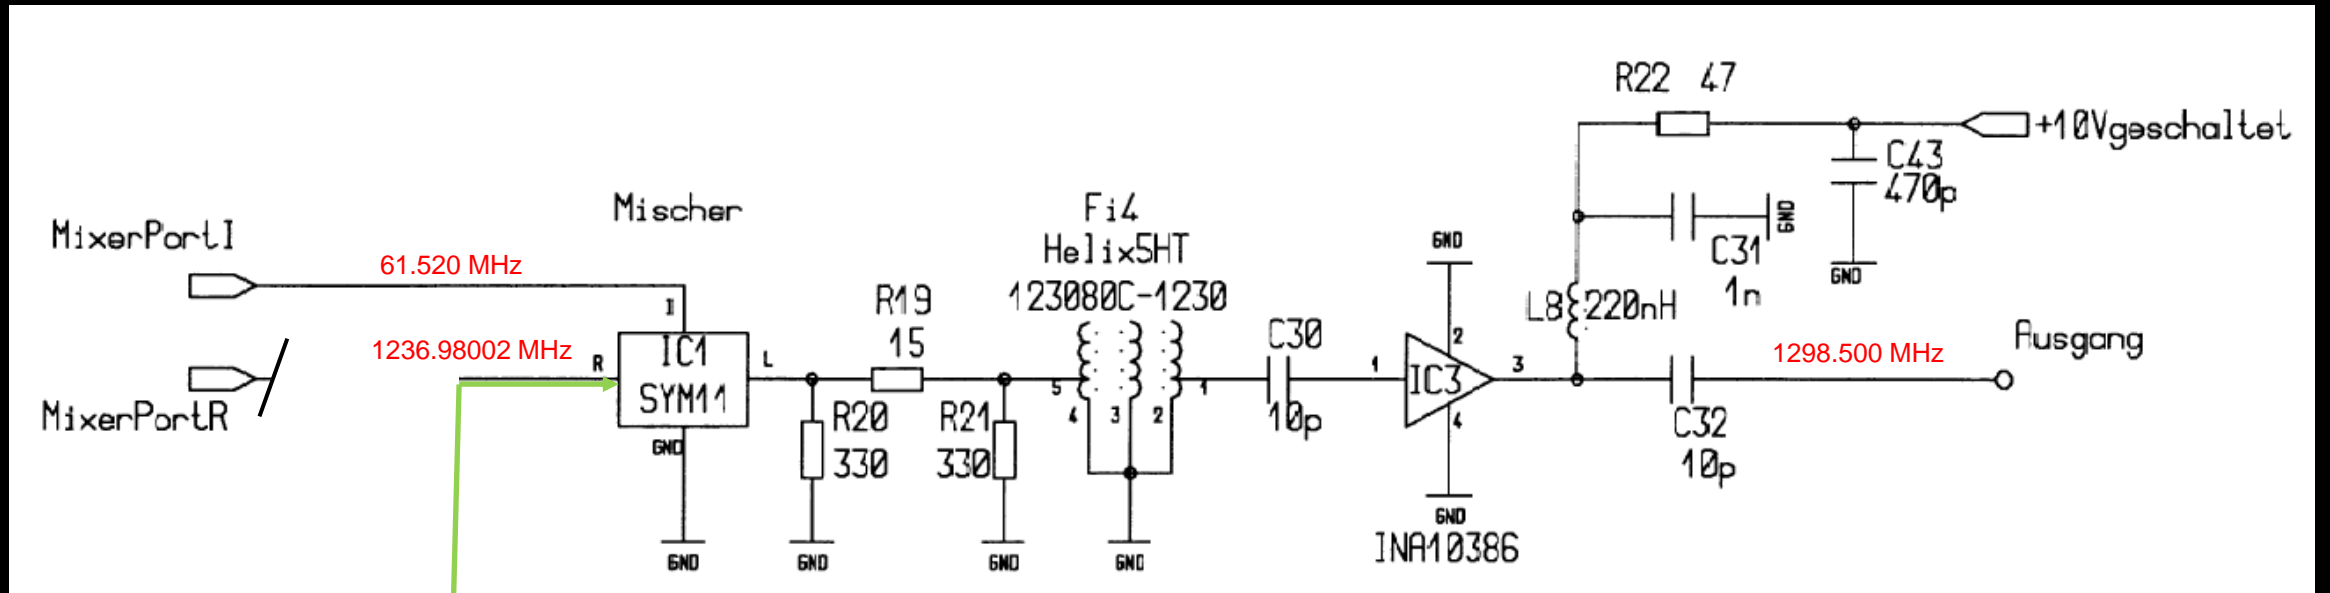 R22 47
+10Vgeschaltet
C43
470p
Mischer
Fi4
Helix5HT
123080C-1230
MixerPortI
61.520 MHz
I
R19
15
GND
GND
C31
1n
GND
L8 220nH
C30
10p
2
1236.98002 MHz
R
IC1
SYM11
L
1
IC3
3
1298.500 MHz
Ausgang
MixerPortR
GND
R20
330
R21
330
5
4
3
2
1
4
C32
10p
GND
GND
GND
GND
GND
INA10386